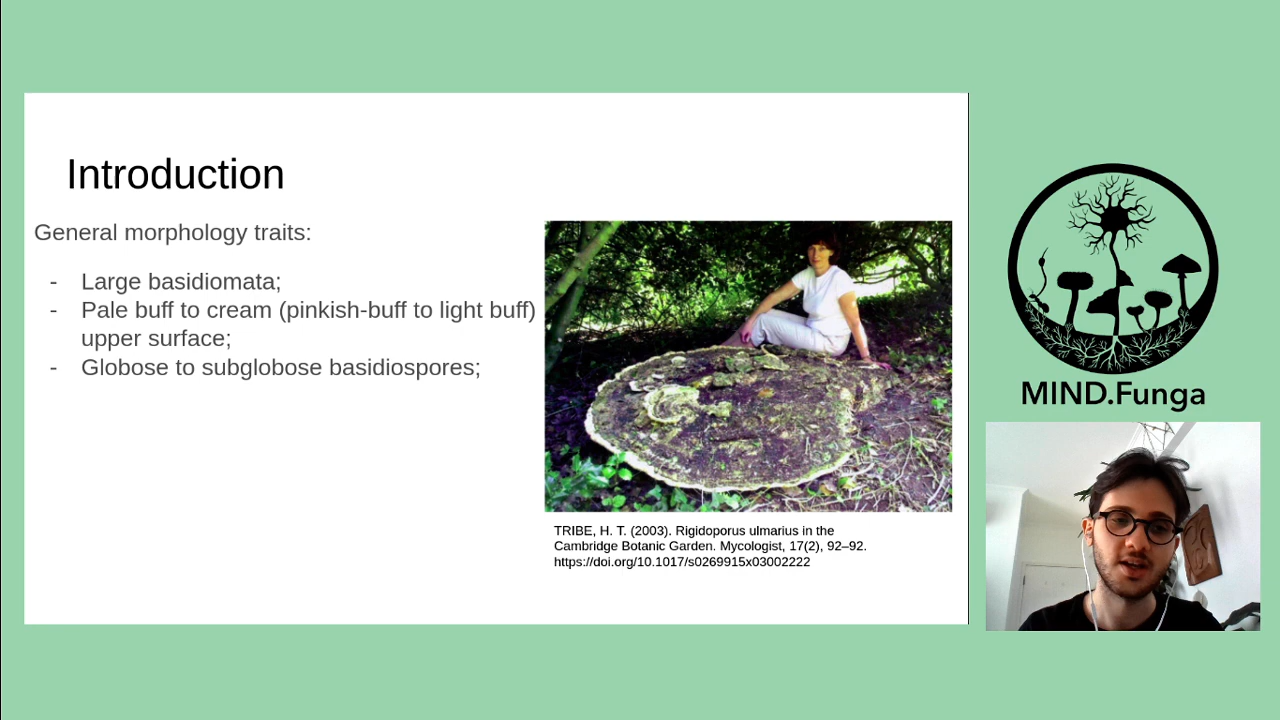 Introduction
General morphology traits:
- Large basidiomata;
- Pale buff to cream (pinkish-buff to light buff)
upper surface;
- Globose to subglobose basidiospores;
TRIBE, H. T. (2003). Rigidoporus ulmarius in the
Cambridge Botanic Garden. Mycologist, 17(2), 92–92.
https://doi.org/10.1017/s0269915x03002222
MIND.Funga